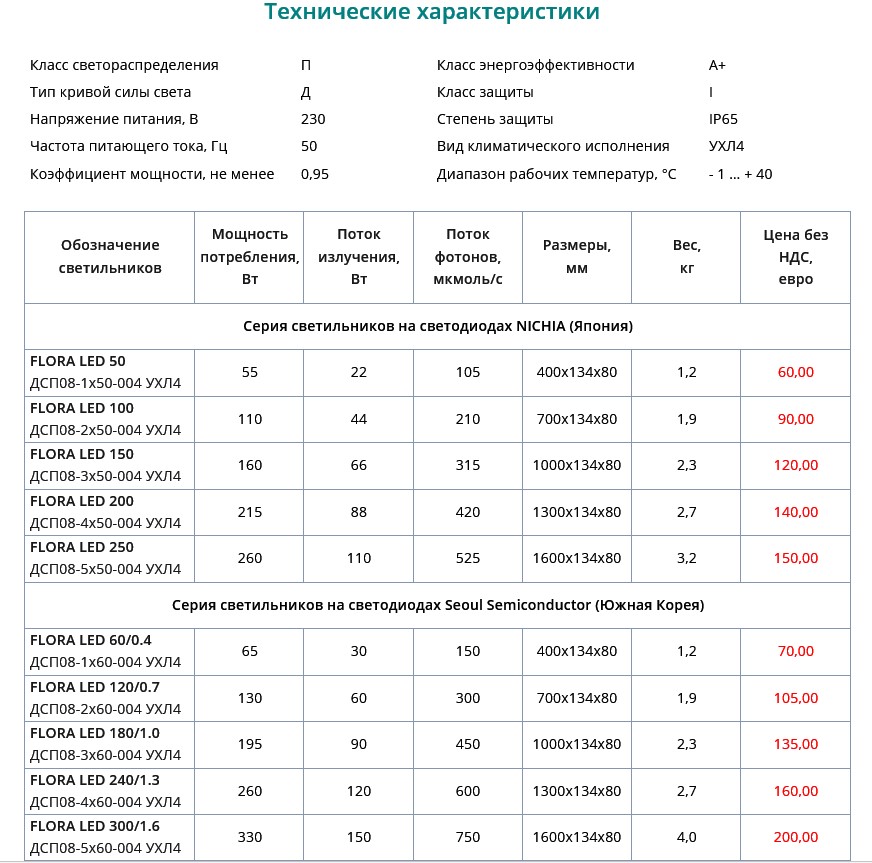 Технические характеристики
Класс светораспределения П Класс энергоэффективности А+
Тип кривой силы света Д Класс защиты I
Напряжение питания, В 230 Степень защиты IP65
Частота питающего тока, Гц 50 Вид климатического исполнения УХЛ4
Коэффициент мощности, не менее 0,95 Диапазон рабочих температур, °С - 1 ... + 40
Обозначение светильников Мощность потребления, Вт Поток излучения, Вт Поток фотонов, мкмоль/с Размеры, мм Вес, кг Цена без НДС, евро
Серия светильников на светодиодах NICHIA (Япония)
FLORA LED 50
ДСП08-1х50-004 УХЛ4 55 22 105 400х134х80 1,2 60,00
FLORA LED 100
ДСП08-2х50-004 УХЛ4 110 44 210 700х134х80 1,9 90,00
FLORA LED 150
ДСП08-3х50-004 УХЛ4 160 66 315 1000х134х80 2,3 120,00
FLORA LED 200
ДСП08-4х50-004 УХЛ4 215 88 420 1300х134х80 2,7 140,00
FLORA LED 250
ДСП08-5х50-004 УХЛ4 260 110 525 1600х134х80 3,2 150,00
Серия светильников на светодиодах Seoul Semiconductor (Южная Корея)
FLORA LED 60/0.4
ДСП08-1х60-004 УХЛ4 65 30 150 400х134х80 1,2 70,00
FLORA LED 120/0.7
ДСП08-2х60-004 УХЛ4 130 60 300 700х134х80 1,9 105,00
FLORA LED 180/1.0
ДСП08-3х60-004 УХЛ4 195 90 450 1000х134х80 2,3 135,00
FLORA LED 240/1.3
ДСП08-4х60-004 УХЛ4 260 120 600 1300х134х80 2,7 160,00
FLORA LED 300/1.6
ДСП08-5х60-004 УХЛ4 330 150 750 1600х134х80 4,0 200,00